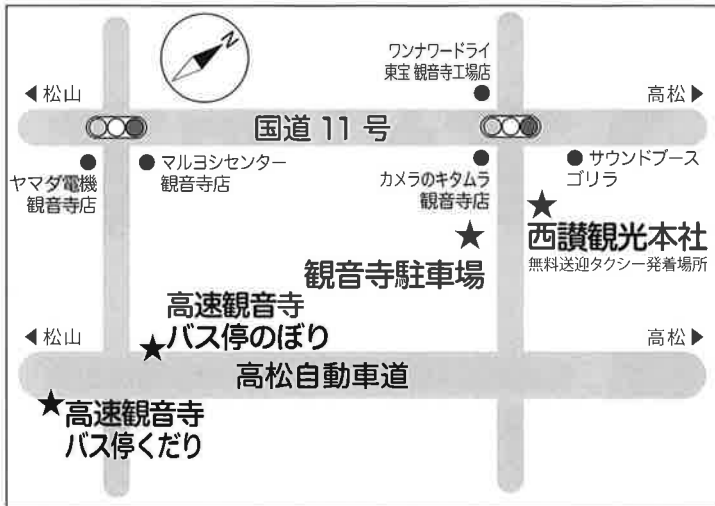 N
ワンナワードライ
東宝 観音寺工場店
◀松山
高松▶
国道 11 号
ヤマダ電機
観音寺店
マルヨシセンター
観音寺店
カメラのキタムラ
観音寺店
サウンドブース
ゴリラ
西讃観光本社
無料送迎タクシー発着場所
観音寺駐車場
高速観音寺
バス停のぼり
◀松山
高松▶
高松自動車道
高速観音寺
バス停くだり